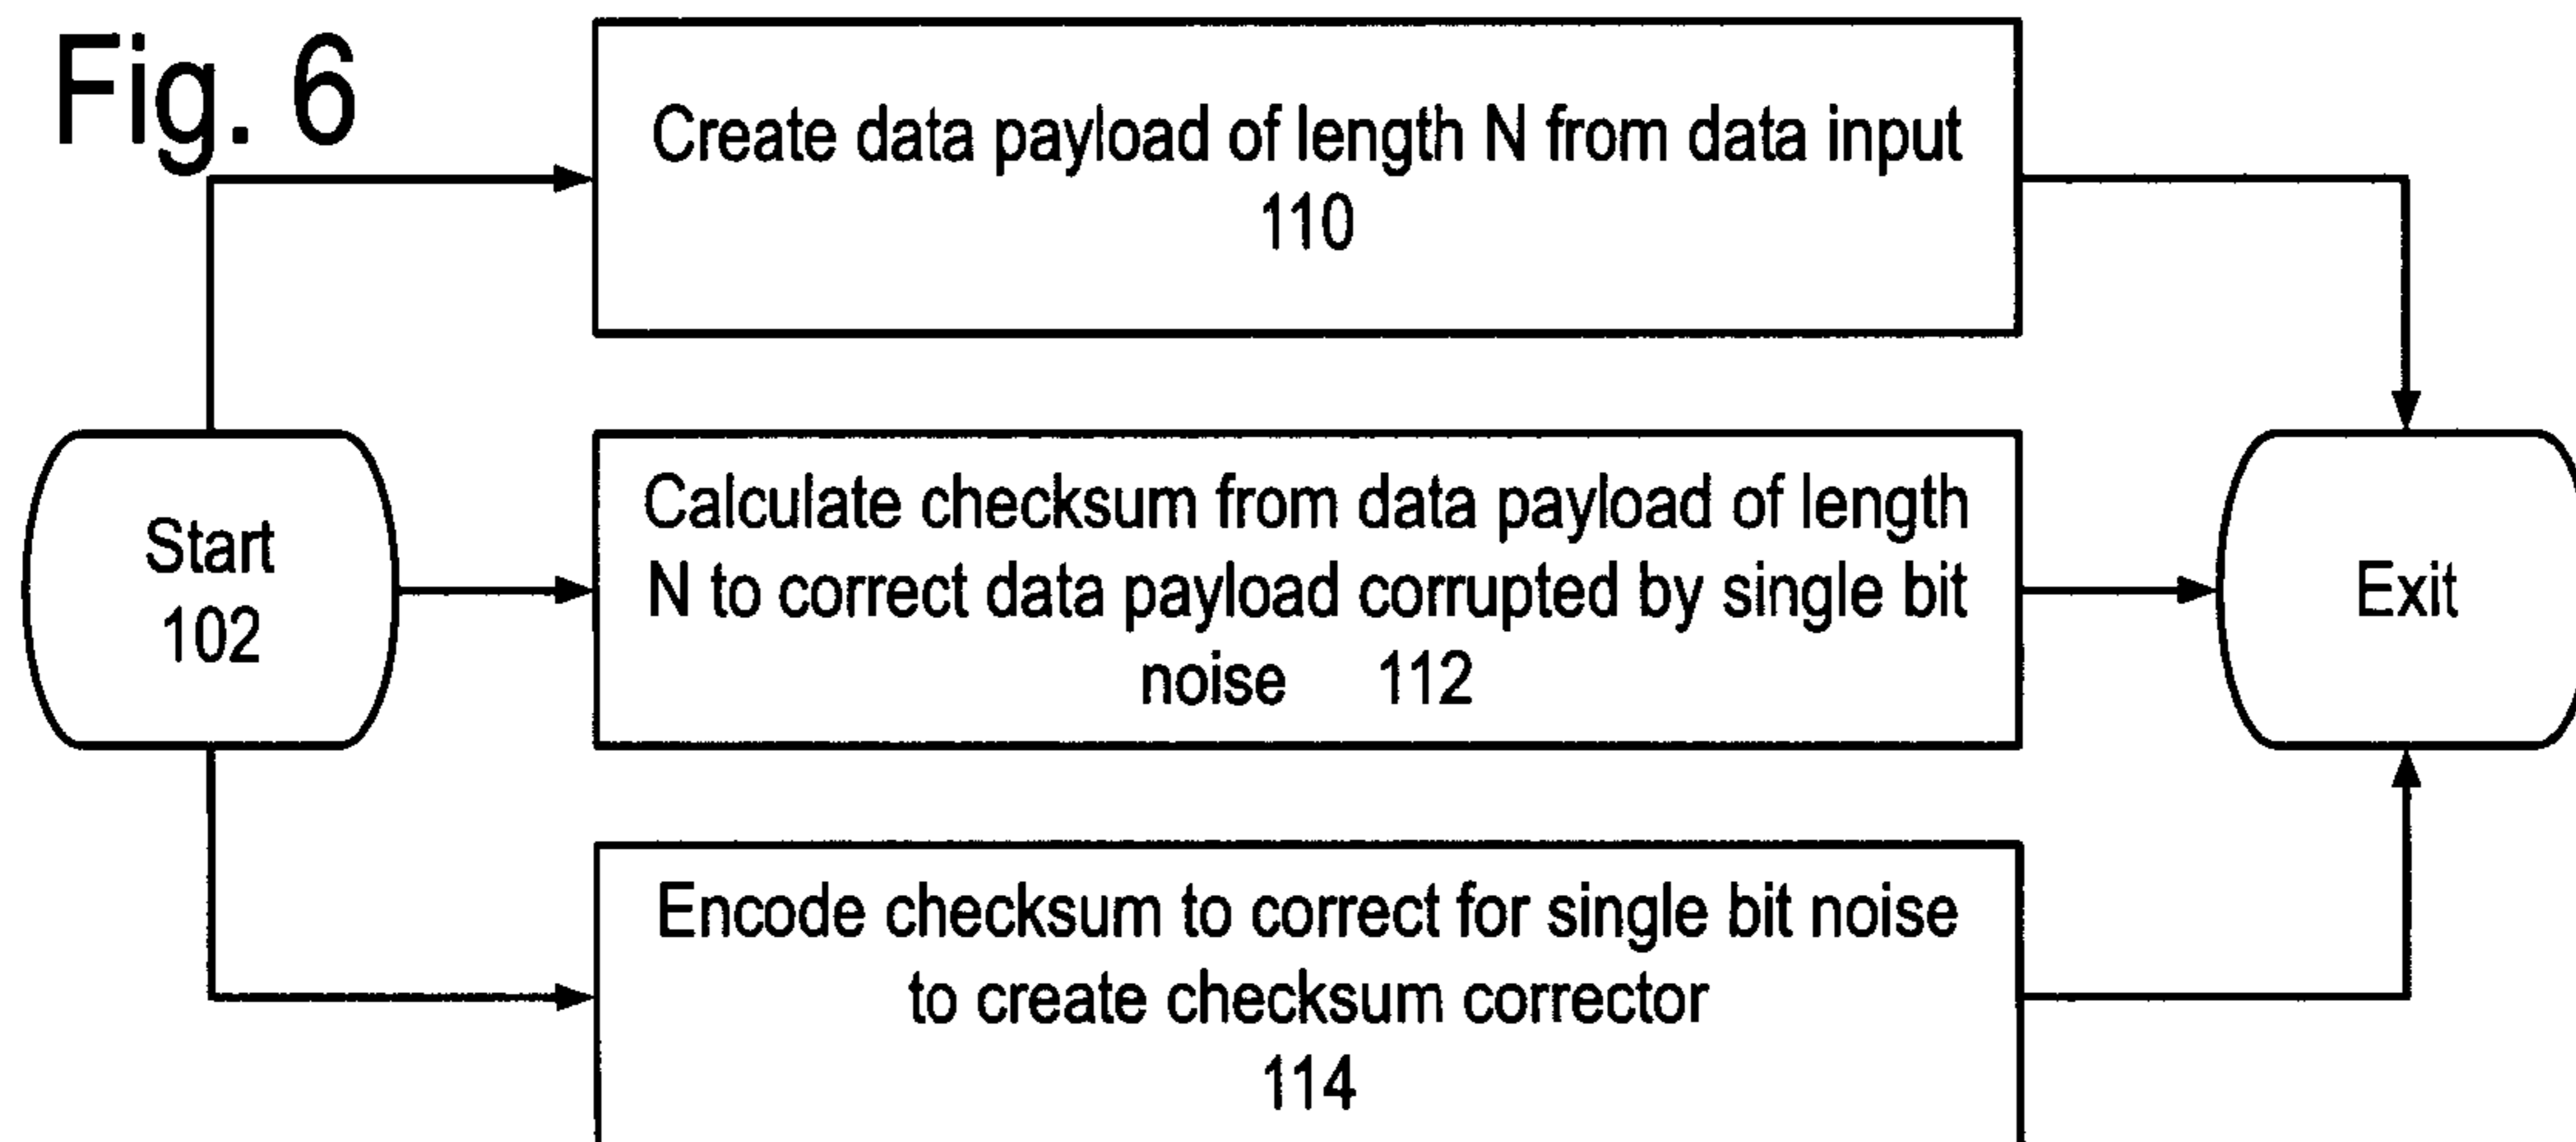 Fig. 6
Create data payload of length N from data input
110
Start
102
Calculate checksum from data payload of length
N to correct data payload corrupted by single bit
noise 112
Exit
Encode checksum to correct for single bit noise
to create checksum corrector
114